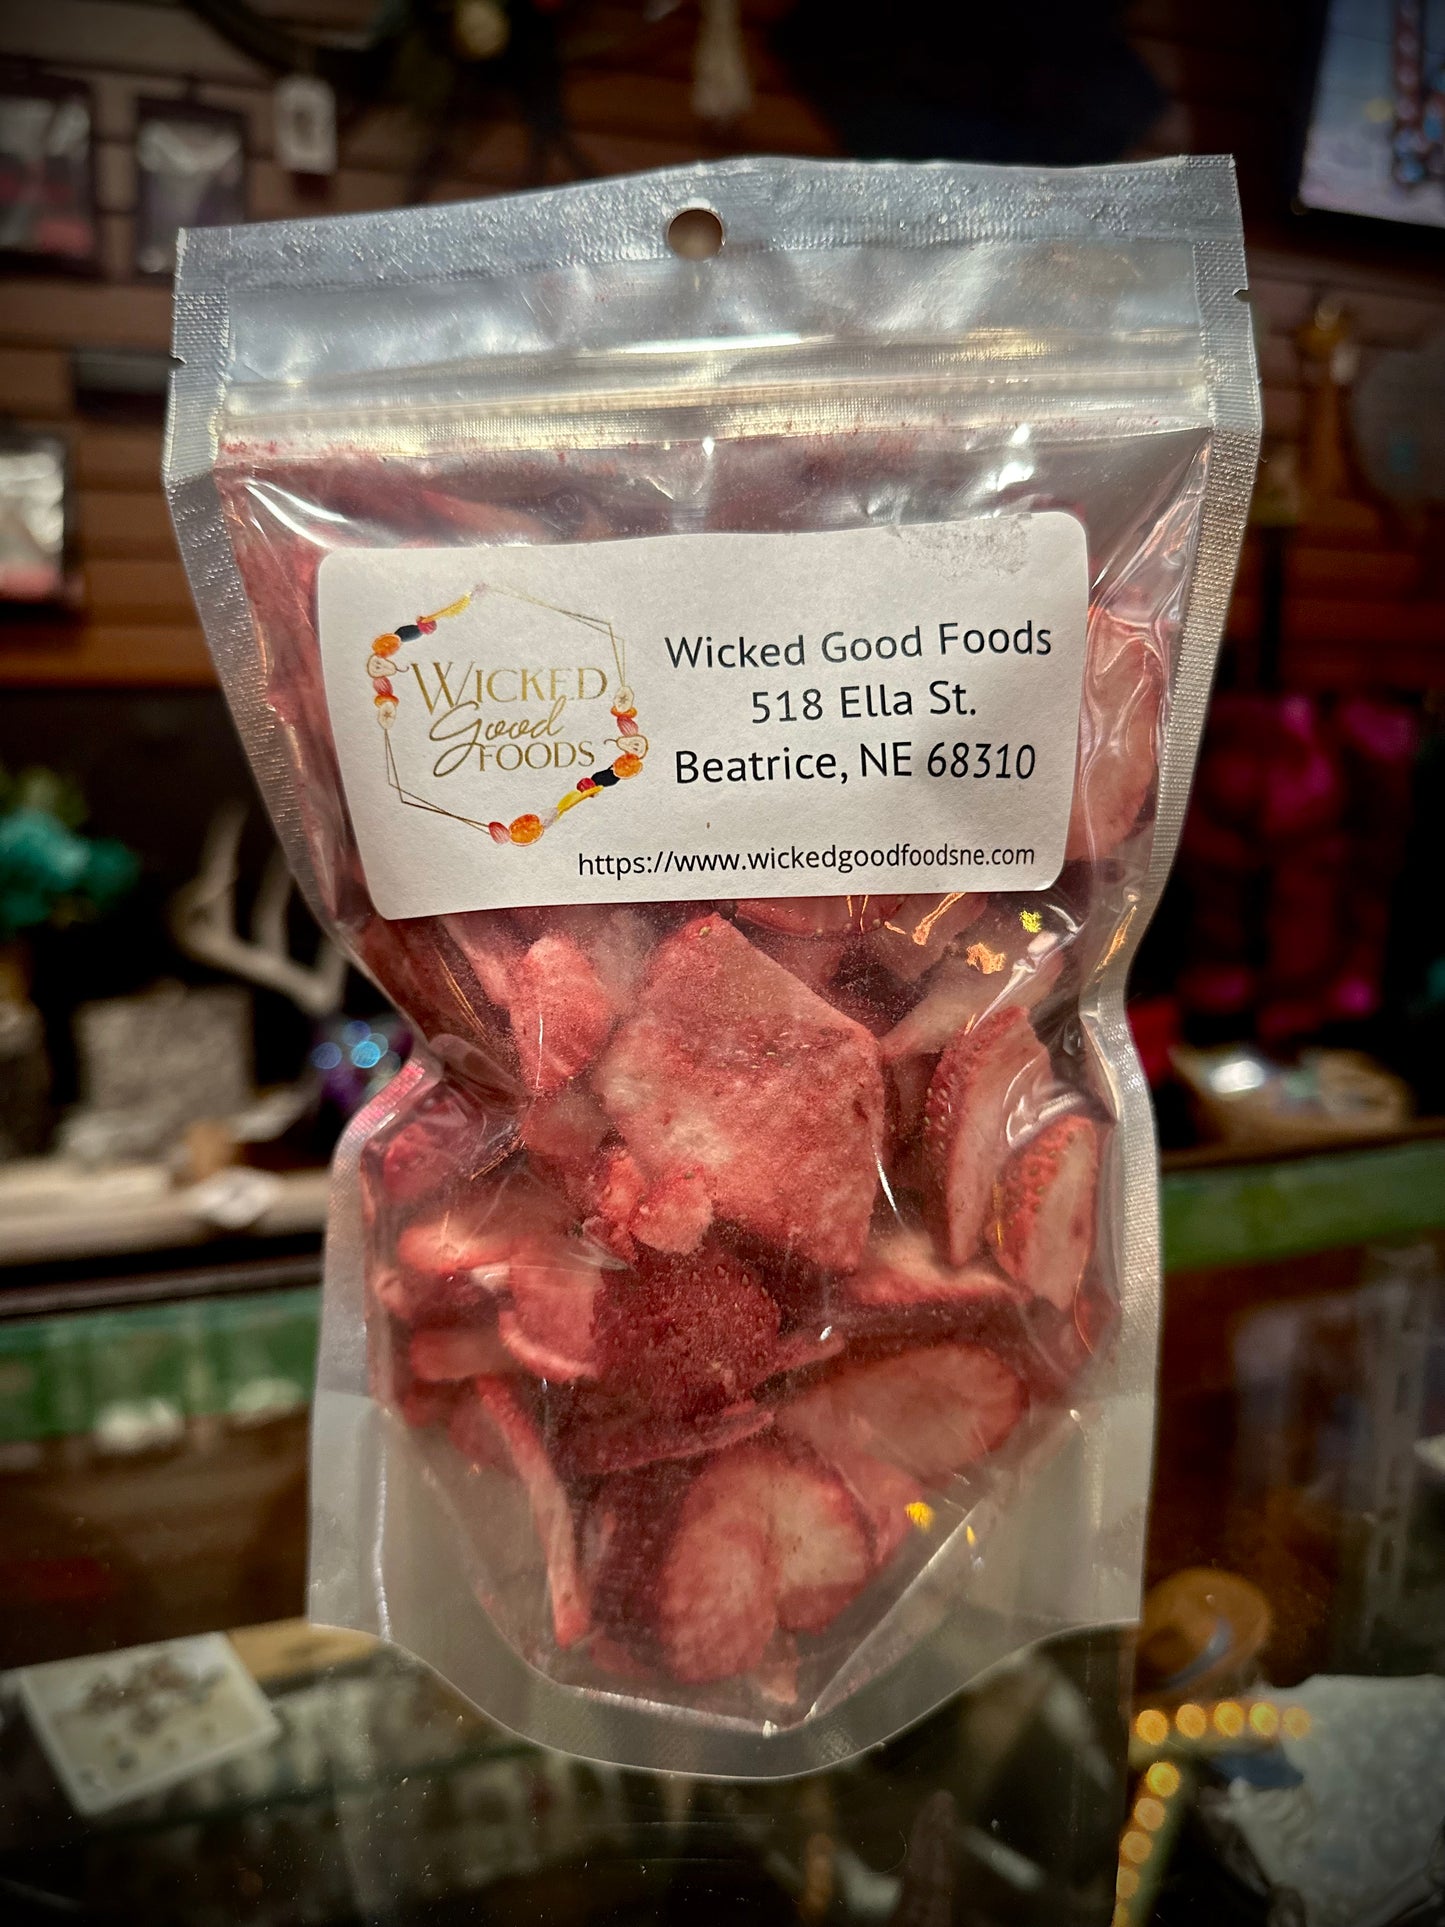 WICKED
Good
FOODS
Wicked Good Foods
518 Ella St.
Beatrice, NE 68310
https://www.wickedgoodfoodsne.com